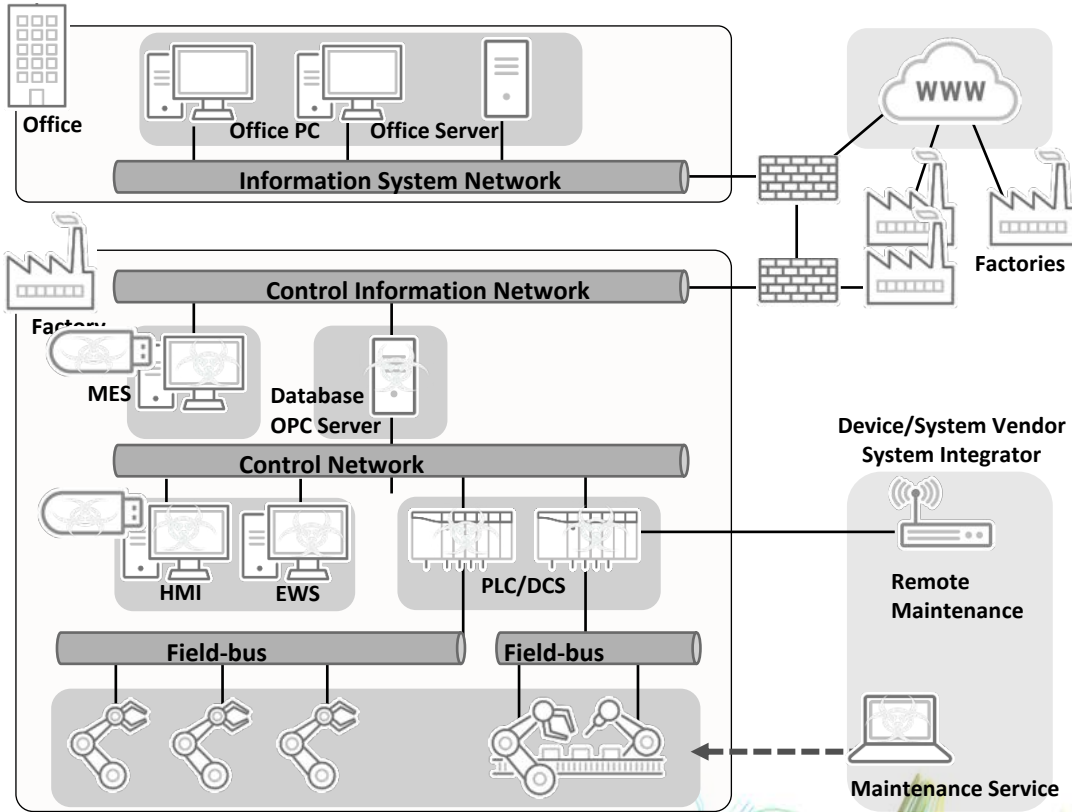 WWW
Office
Office PC
Office Server
Information System Network
Factories
Control Information Network
Factory
MES
Database
OPC Server
Device/System Vendor
System Integrator
Control Network
HMI
EWS
PLC/DCS
Remote
Maintenance
Field-bus
Field-bus
Maintenance Service